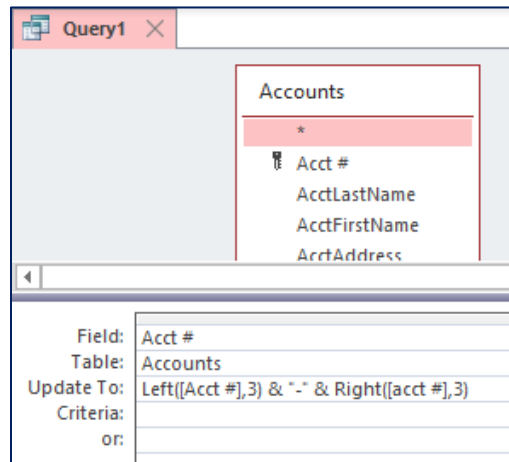 Query1
Accounts
*
Acct #
AcctLastName
AcctFirstName
AcctAddress
Field: Acct #
Table: Accounts
Update To: Left([Acct #],3) & "-" & Right([acct #],3)
Criteria:
or: